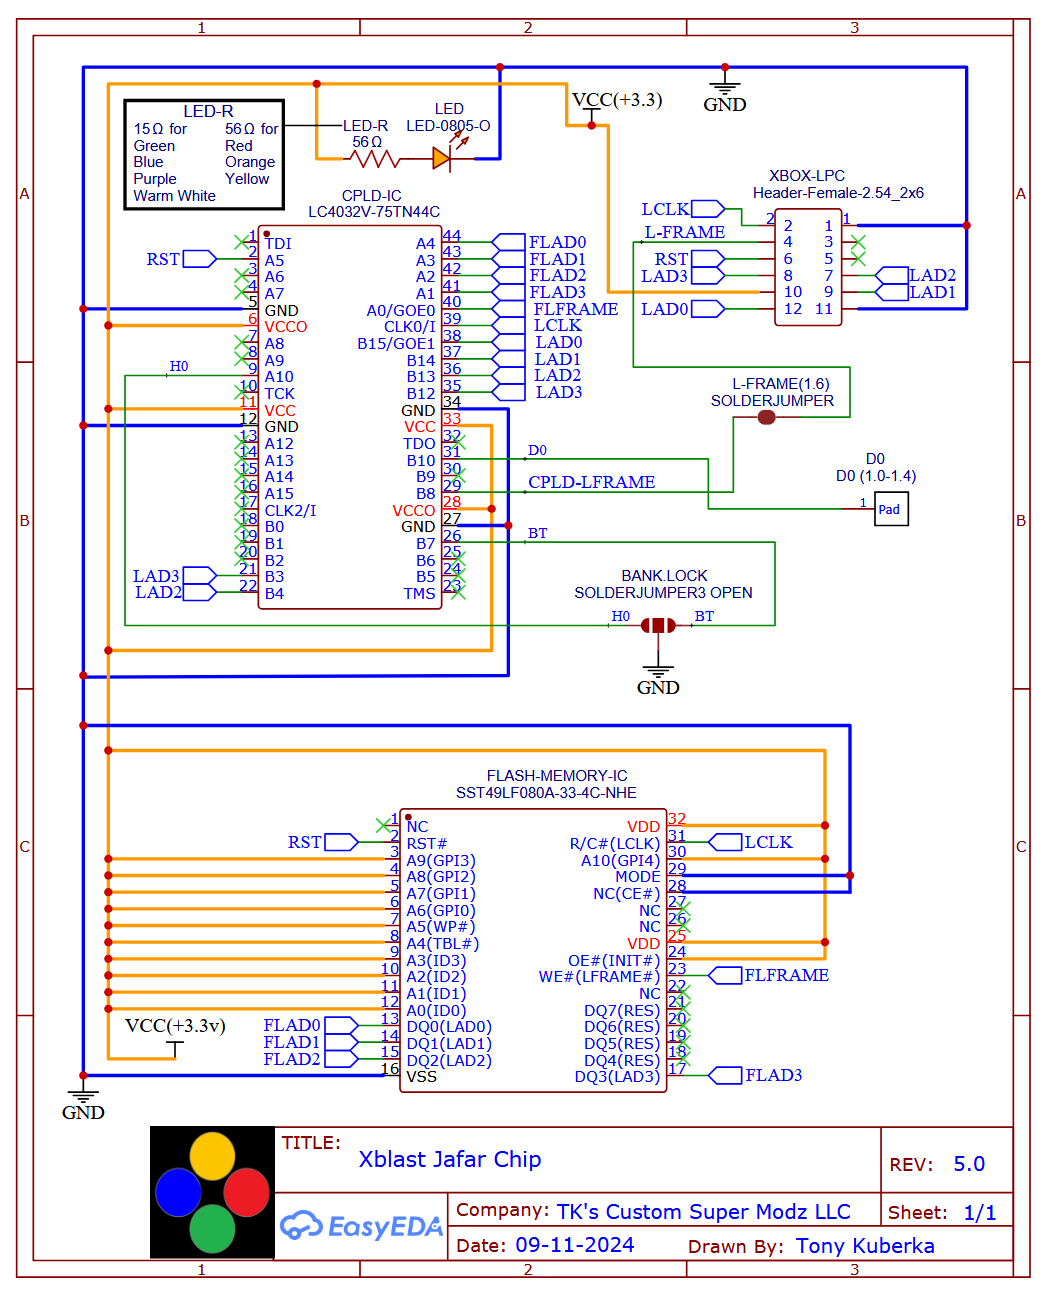 1 2 3
A A
B B
C C
VCC(+3.3)
GND
LED-R
15Ω for 56Ω for
Green Red
Blue Orange
Purple Yellow
Warm White
LED-R
56Ω
LED
LED-0805-O
CPLD-IC
LC4032V-75TN44C
1 TDI A4 44 FLAD0
RST 2 A5 A3 43 FLAD1
3 A6 A2 42 FLAD2
4 A7 A1 41 FLAD3
5 GND A0/GOE0 40 FLFRAME
6 VCCO CLK0/I 39 LCLK
7 A8 B15/GOE1 38 LAD0
8 A9 B14 37 LAD1
H0 9 A10 B13 36 LAD2
10 TCK B12 35 LAD3
11 VCC GND 34
12 GND VCC 33
13 A12 TDO 32
14 A13 B10 31 D0
15 A14 B9 30
16 A15 B8 29 CPLD-LFRAME
17 CLK2/I VCCO 28
18 B0 GND 27
19 B1 B7 26 BT
20 B2 B6 25
LAD3 21 B3 B5 24
LAD2 22 B4 TMS 23
XBOX-LPC
Header-Female-2.54_2x6
LCLK 2 2 1 1
L-FRAME 4 3
RST 6 5
LAD3 8 7 LAD2
10 9 LAD1
LAD0 12 11
L-FRAME(1.6)
SOLDERJUMPER
D0
D0 (1.0-1.4)
1 Pad
BANK.LOCK
SOLDERJUMPER3 OPEN
H0 BT
GND
FLASH-MEMORY-IC
SST49LF080A-33-4C-NHE
1 NC VDD 32
RST 2 RST# R/C#(LCLK) 31 LCLK
3 A9(GPI3) A10(GPI4) 30
4 A8(GPI2) MODE 29
5 A7(GPI1) NC(CE#) 28
6 A6(GPI0) NC 27
7 A5(WP#) NC 26
8 A4(TBL#) VDD 25
9 A3(ID3) OE#(INIT#) 24
10 A2(ID2) WE#(LFRAME#) 23 FLFRAME
11 A1(ID1) NC 22
12 A0(ID0) DQ7(RES) 21
FLAD0 13 DQ0(LAD0) DQ6(RES) 20
FLAD1 14 DQ1(LAD1) DQ5(RES) 19
FLAD2 15 DQ2(LAD2) DQ4(RES) 18
16 VSS DQ3(LAD3) 17 FLAD3
VCC(+3.3v)
GND
TITLE:
Xblast Jafar Chip
REV: 5.0
EasyEDA
Company: TK's Custom Super Modz LLC
Sheet: 1/1
Date: 09-11-2024
Drawn By: Tony Kuberka
1 2 3